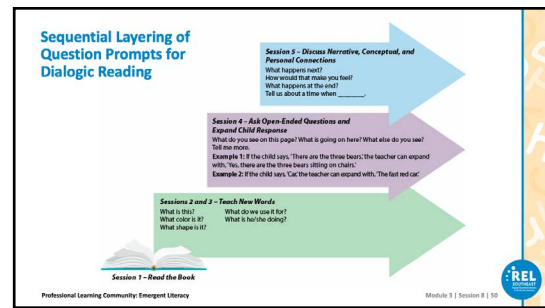 Sequential Layering of
Question Prompts for
Dialogic Reading
Session 5 – Discuss Narrative, Conceptual, and
Personal Connections
What happens next?
How would that make you feel?
What happens at the end?
Tell us about a time when ________.
Session 4 – Ask Open-Ended Questions and
Expand Child Response
What do you see on this page? What is going on here? What else do you see?
Tell me more.
Example 1: If the child says, ‘There are the three bears,’ the teacher can expand
with, ‘Yes, there are the three bears sitting on chairs.’
Example 2: If the child says, ‘Car,’ the teacher can expand with, ‘The fast red car.’
Sessions 2 and 3 – Teach New Words
What is this? What do we use it for?
What color is it? What is he/she doing?
What shape is it?
Session 1 – Read the Book
Professional Learning Community: Emergent Literacy
Module 3 | Session 8 | 50
REL
SOUTHEAST